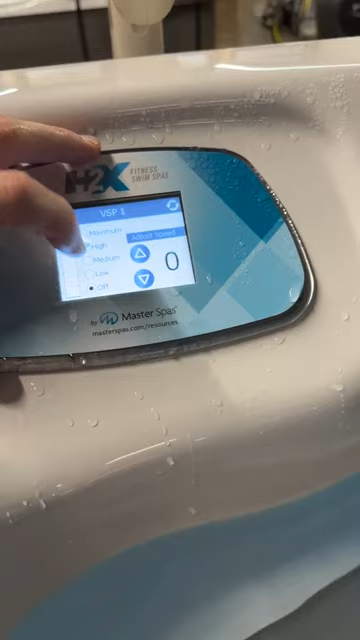 H2X FITNESS
SWIM SPAS
VSP 1
Maximum
High
Medium
Low
Off
Adjust Speed
0
By Master Spas
masterspas.com/resources